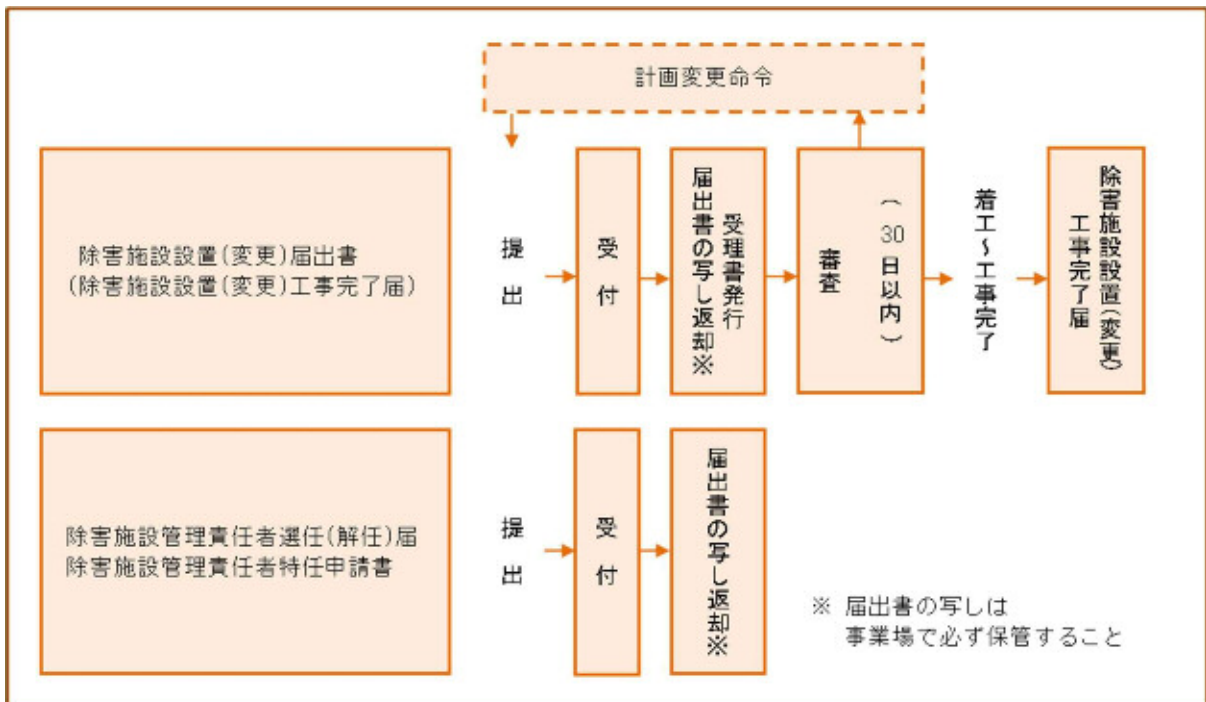 計画変更命令
除害施設設置(変更)届出書
(除害施設設置(変更)工事完了届)
提出
受付
受理書発行
届出書の写し返却※
審査
(30日以内)
着工~工事完了
除害施設設置(変更)
工事完了届
除害施設管理責任者選任(解任)届
除害施設管理責任者特任申請書
提出
受付
届出書の写し返却※
※ 届出書の写しは
事業場で必ず保管すること